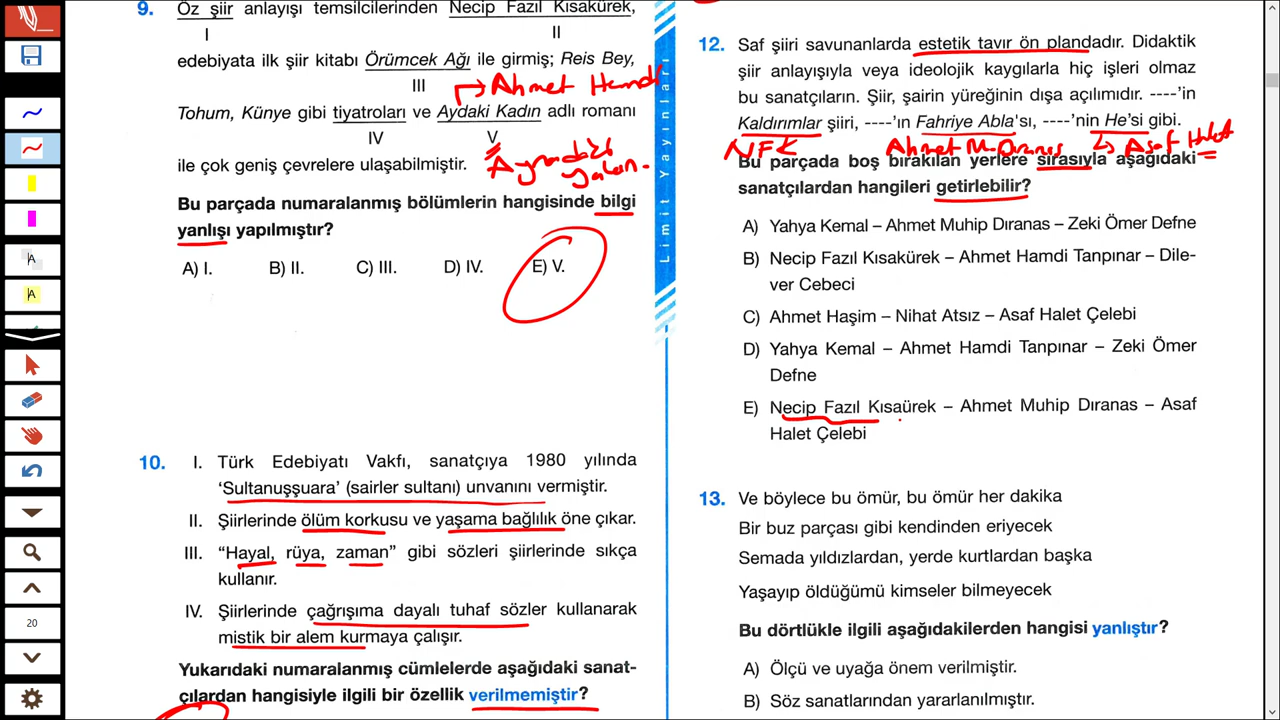 9. Öz şiir anlayışı temsilcilerinden Necip Fazıl Kısakürek,
I II
edebiyata ilk şiir kitabı Örümcek Ağı ile girmiş; Reis Bey,
III Ahmet Hamdi
Tohum, Künye gibi tiyatroları ve Aydaki Kadın adlı romanı
IV V
ile çok geniş çevrelere ulaşabilmiştir.
Aynadaki yalan.
Bu parçada numaralanmış bölümlerin hangisinde bilgi
yanlışı yapılmıştır?
A) I. B) II. C) III. D) IV. E) V.
10. I. Türk Edebiyatı Vakfı, sanatçıya 1980 yılında
‘Sultanuşşuara’ (sairler sultanı) unvanını vermiştir.
II. Şiirlerinde ölüm korkusu ve yaşama bağlılık öne çıkar.
III. “Hayal, rüya, zaman” gibi sözleri şiirlerinde sıkça
kullanır.
IV. Şiirlerinde çağrışıma dayalı tuhaf sözler kullanarak
mistik bir alem kurmaya çalışır.
Yukarıdaki numaralanmış cümlelerde aşağıdaki sanat-
çılardan hangisiyle ilgili bir özellik verilmemiştir?
Limit Yayınları
12. Saf şiiri savunanlarda estetik tavır ön plandadır. Didaktik
şiir anlayışıyla veya ideolojik kaygılarla hiç işleri olmaz
bu sanatçıların. Şiir, şairin yüreğinin dışa açılımıdır. ----’in
Kaldırımlar şiiri, ----’ın Fahriye Abla'sı, ----’nin He’si gibi.
NFK Ahmet M. Dıranas Asaf Halet
Bu parçada boş bırakılan yerlere sırasıyla aşağıdaki
sanatçılardan hangileri getirlebilir?
A) Yahya Kemal – Ahmet Muhip Dıranas – Zeki Ömer Defne
B) Necip Fazıl Kısakürek – Ahmet Hamdi Tanpınar – Dile-
ver Cebeci
C) Ahmet Haşim – Nihat Atsız – Asaf Halet Çelebi
D) Yahya Kemal – Ahmet Hamdi Tanpınar – Zeki Ömer
Defne
E) Necip Fazıl Kısaürek – Ahmet Muhip Dıranas – Asaf
Halet Çelebi
13. Ve böylece bu ömür, bu ömür her dakika
Bir buz parçası gibi kendinden eriyecek
Semada yıldızlardan, yerde kurtlardan başka
Yaşayıp öldüğümü kimseler bilmeyecek
Bu dörtlükle ilgili aşağıdakilerden hangisi yanlıştır?
A) Ölçü ve uyağa önem verilmiştir.
B) Söz sanatlarından yararlanılmıştır.
A
A
20